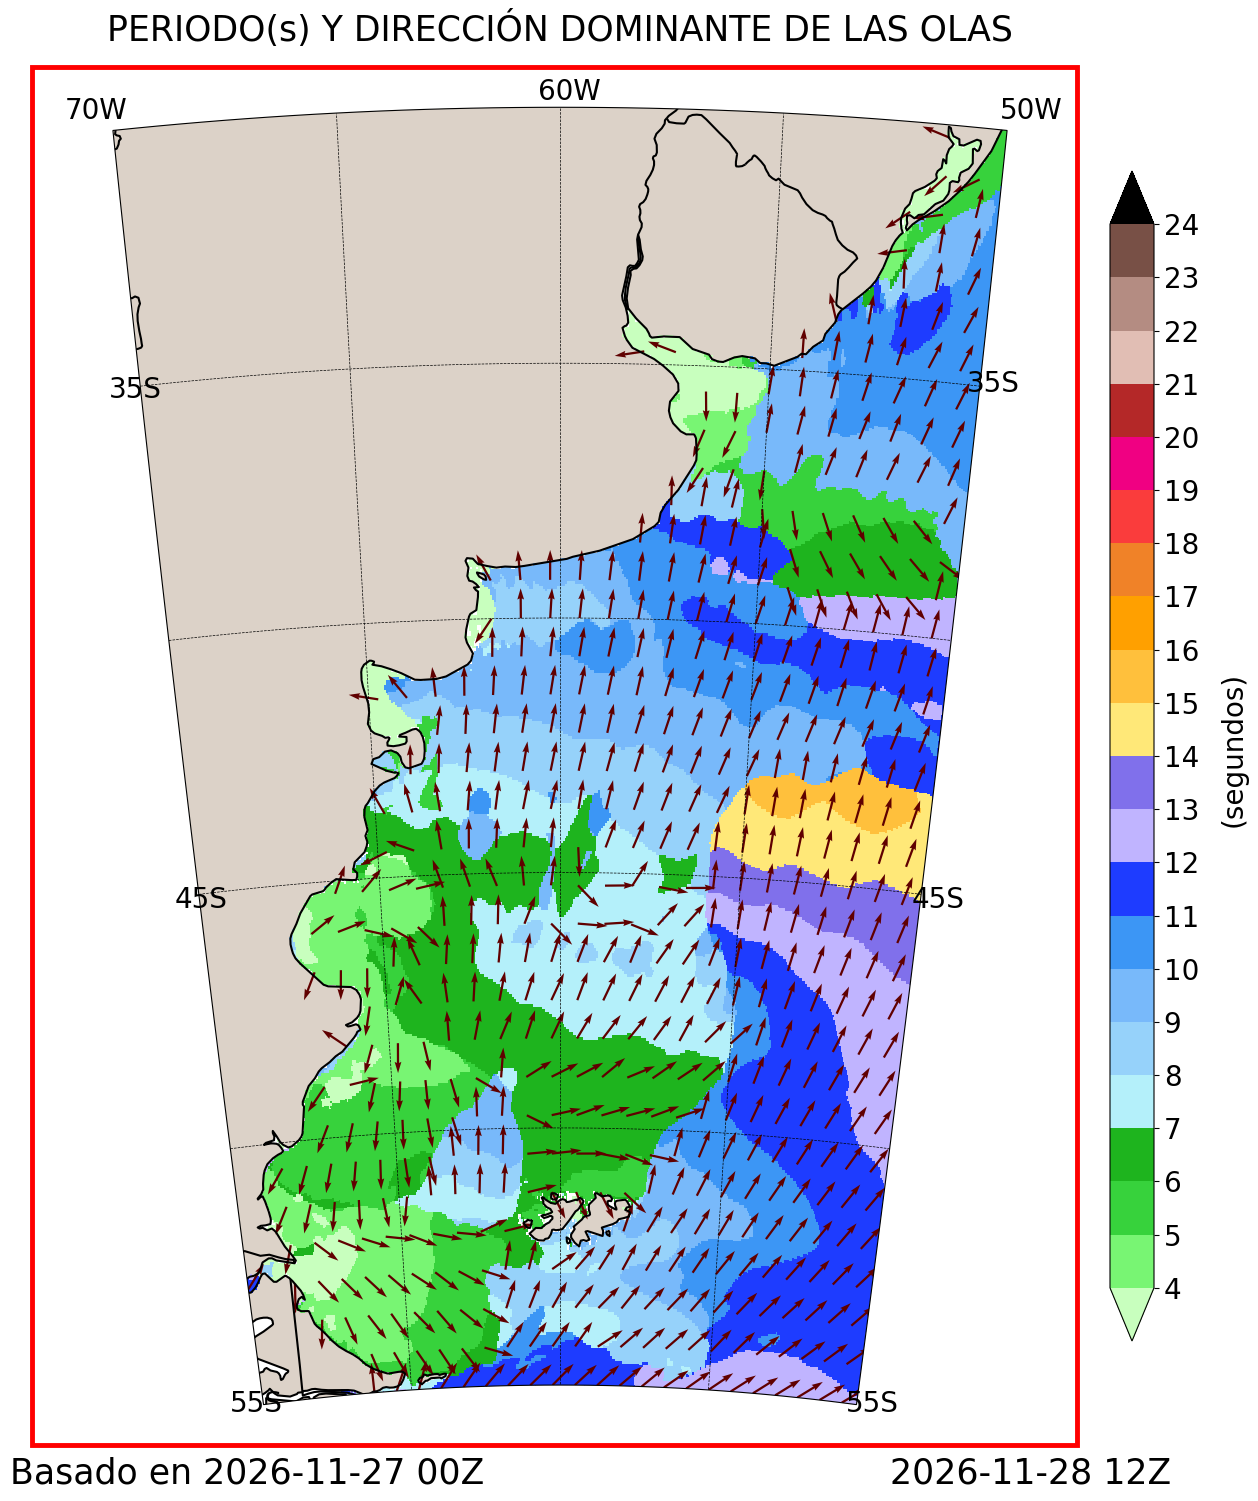 PERIODO(s) Y DIRECCIÓN DOMINANTE DE LAS OLAS
70W
60W
50W
35S
35S
45S
45S
55S
55S
24
23
22
21
20
19
18
17
16
15
14
13
12
11
10
9
8
7
6
5
4
(segundos)
Basado en 2026-11-27 00Z
2026-11-28 12Z